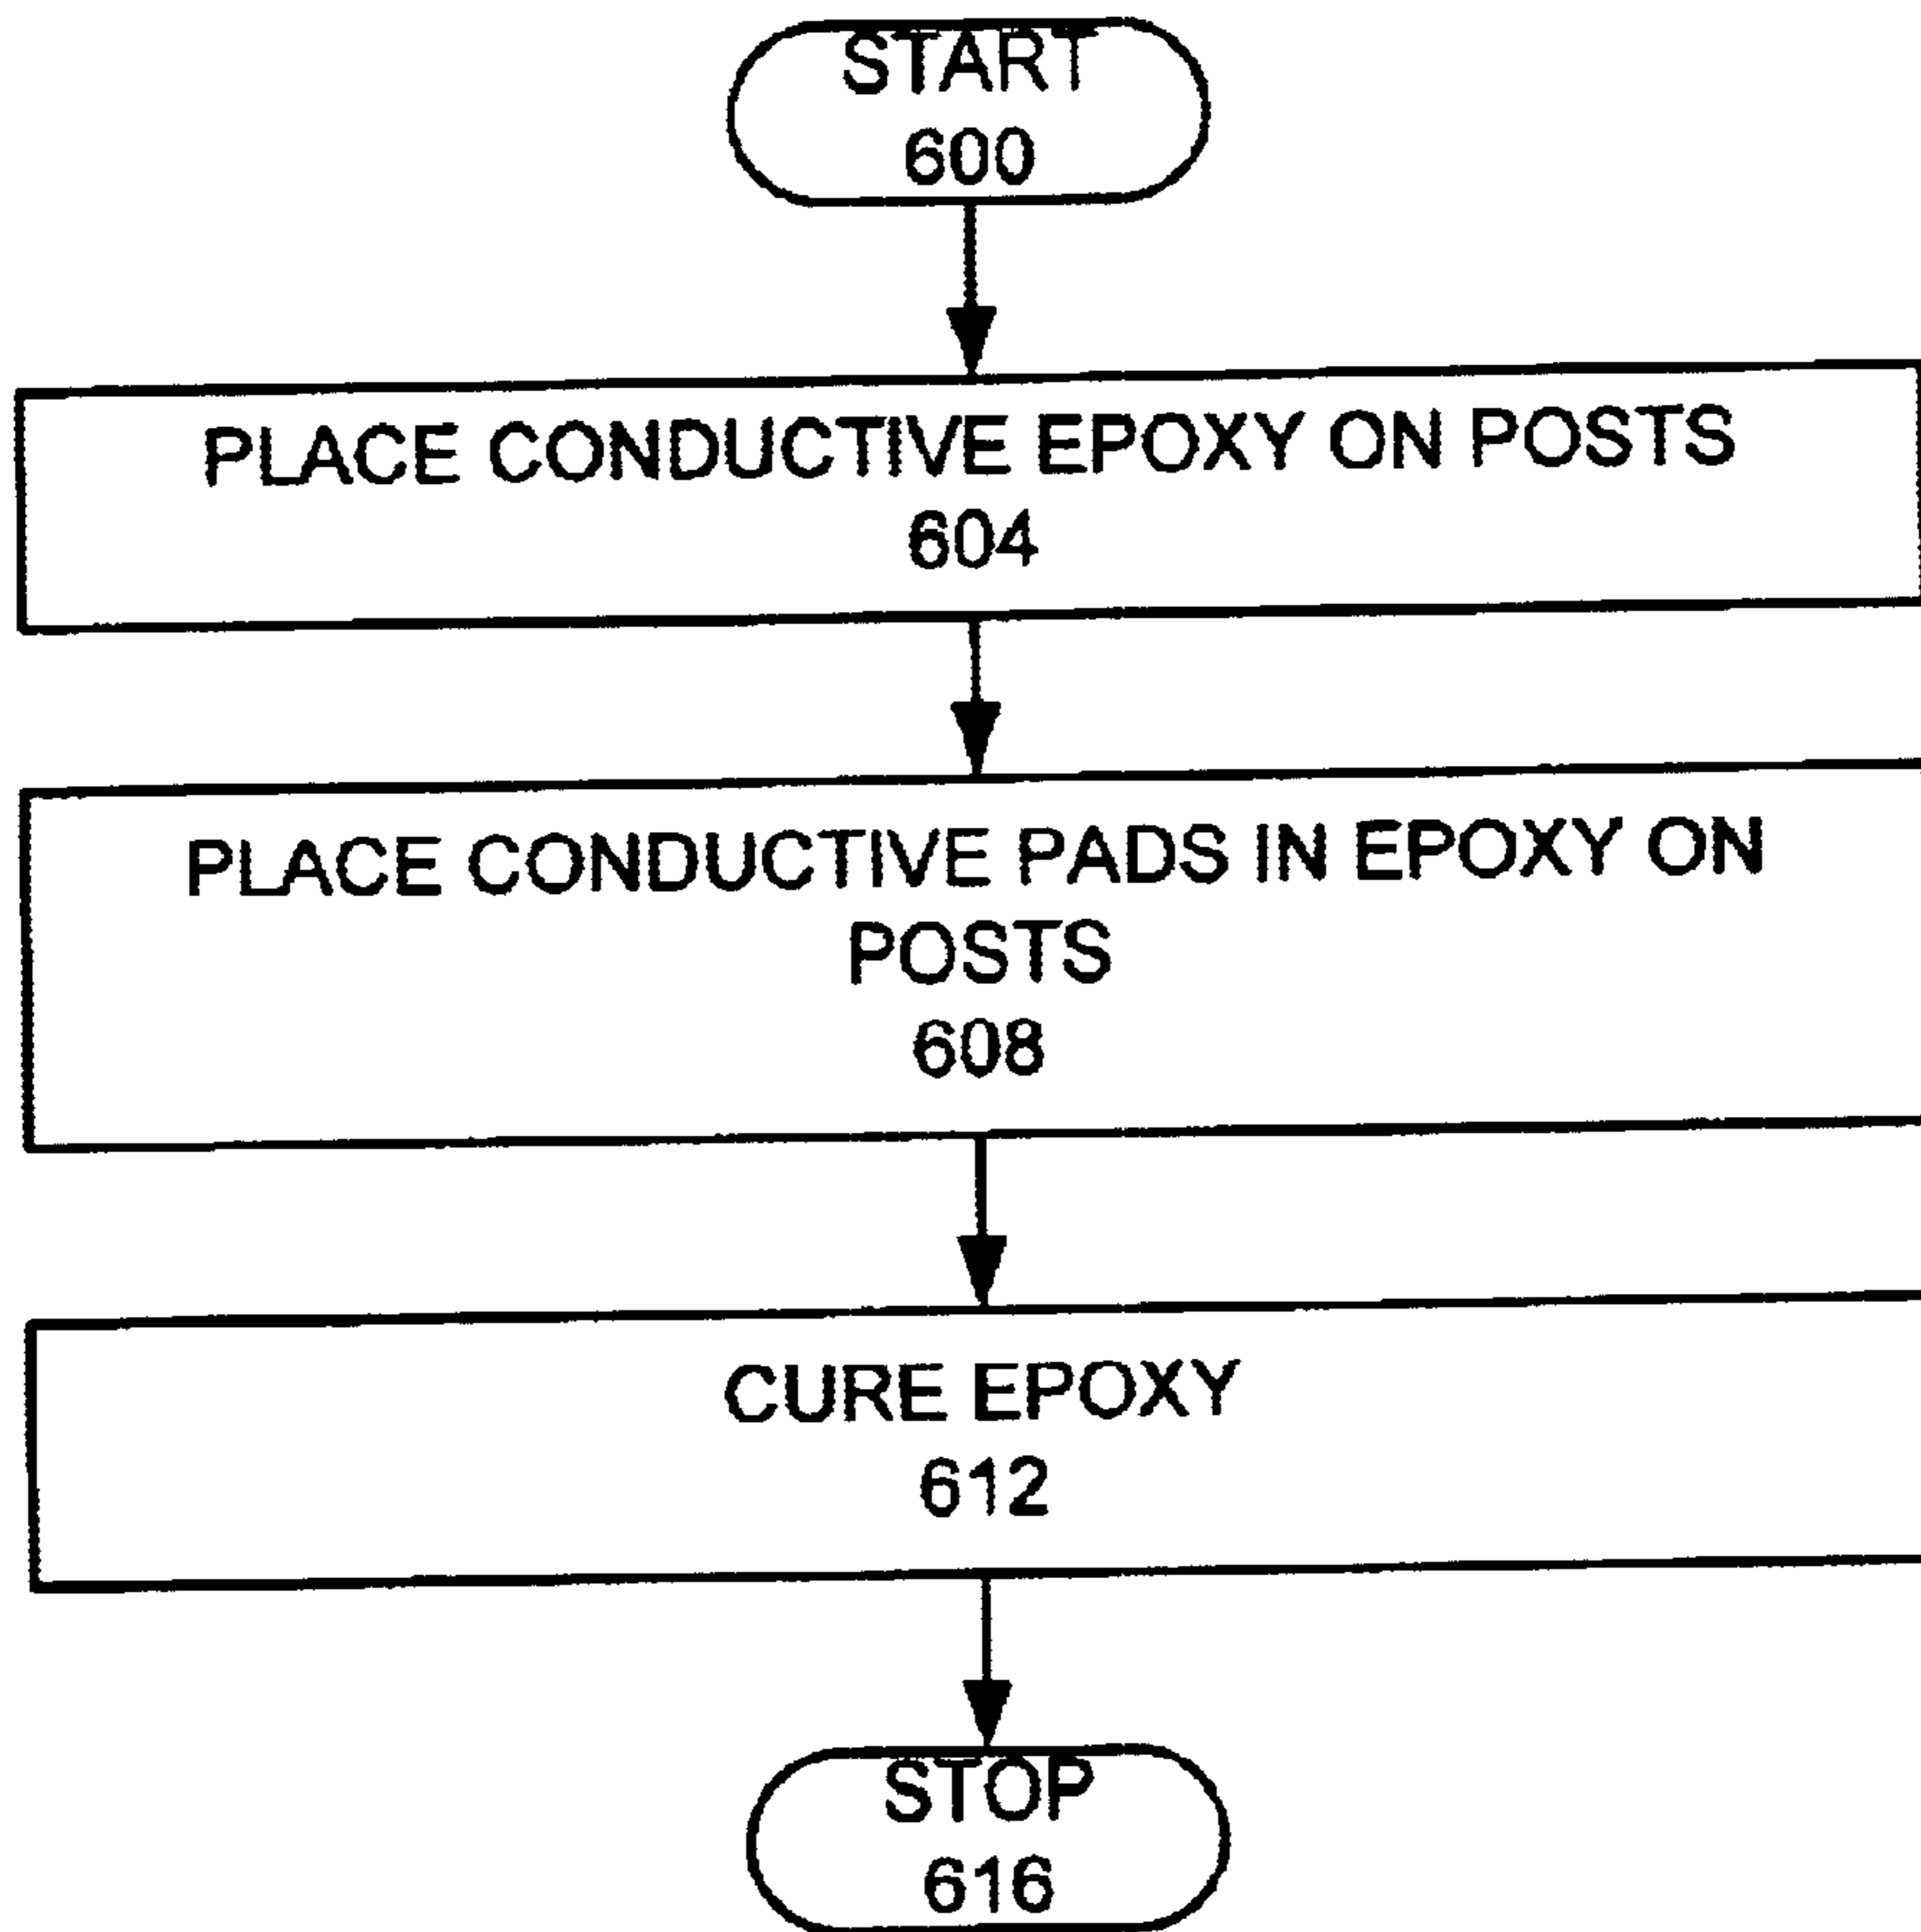 START
600
PLACE CONDUCTIVE EPOXY ON POSTS
604
PLACE CONDUCTIVE PADS IN EPOXY ON
POSTS
608
CURE EPOXY
612
STOP
616